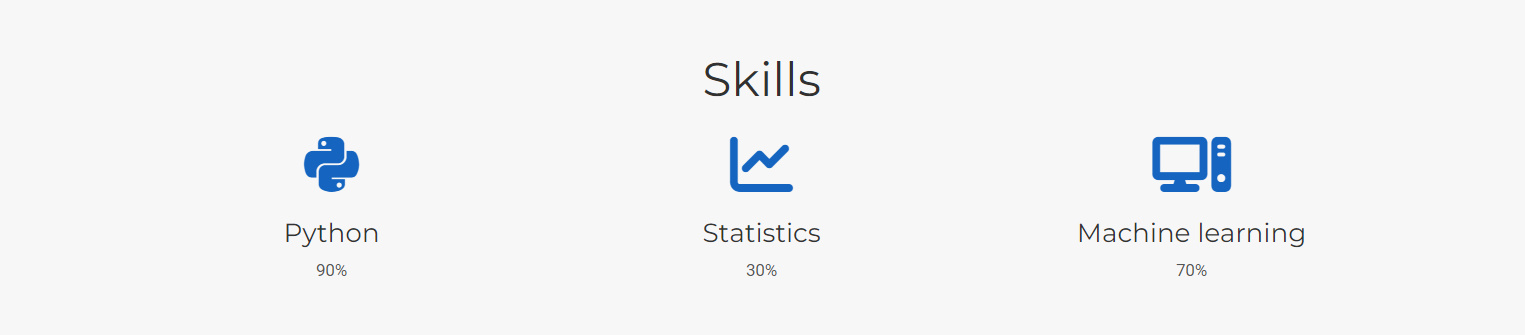 Skills
Python
Statistics
Machine learning
90%
30%
70%